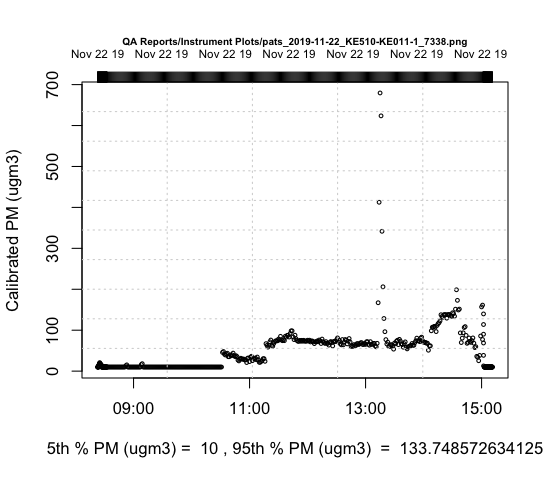 QA Reports/Instrument Plots/pats_2019-11-22_KE510-KE011-1_7338.png
Nov 22 19 Nov 22 19 Nov 22 19 Nov 22 19 Nov 22 19 Nov 22 19 Nov 22 19
700
500
300
100
0
Calibrated PM (ugm3)
09:00 11:00 13:00 15:00
5th % PM (ugm3) = 10 , 95th % PM (ugm3) = 133.748572634125